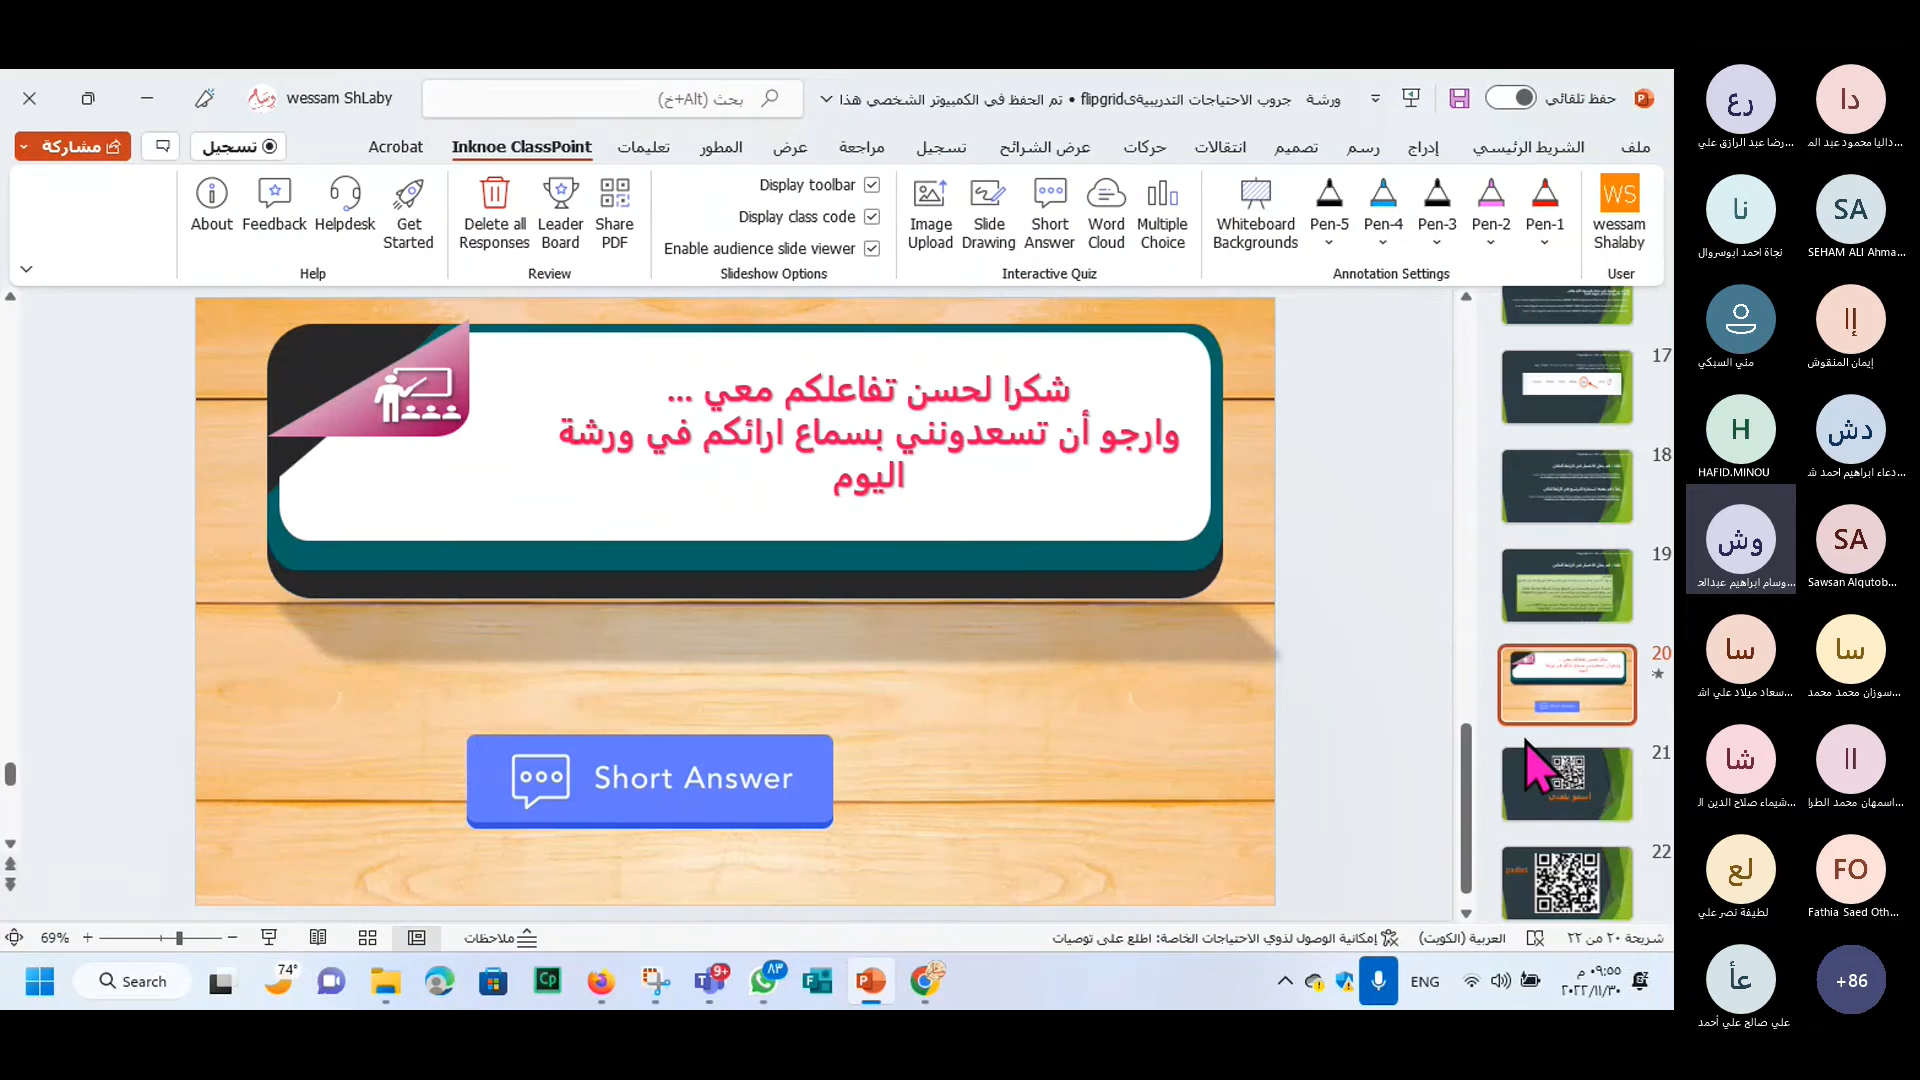 wessam ShLaby
بحث (Alt+خ)
ورشة جروب الاحتياجات التدريبيةىflipgrid • تم الحفظ في الكمبيوتر الشخصي هذا
حفظ تلقائي
ملف
الشريط الرئيسي
إدراج
رسم
تصميم
انتقالات
حركات
عرض الشرائح
تسجيل
مراجعة
عرض
المطور
تعليمات
Inknoe ClassPoint
Acrobat
تسجيل
مشاركة
About
Feedback
Helpdesk
Get Started
Help
Delete all Responses
Leader Board
Share PDF
Review
Display toolbar
Display class code
Enable audience slide viewer
Slideshow Options
Image Upload
Slide Drawing
Short Answer
Word Cloud
Multiple Choice
Interactive Quiz
Whiteboard Backgrounds
Pen-5
Pen-4
Pen-3
Pen-2
Pen-1
Annotation Settings
WS
wessam Shalaby
User
شكرا لحسن تفاعلكم معي ...
وارجو أن تسعدونني بسماع ارائكم في ورشة
اليوم
Short Answer
17
18
19
20
21
22
شريحة ٢٠ من ٢٢
العربية (الكويت)
إمكانية الوصول لذوي الاحتياجات الخاصة: اطلع على توصيات
ملاحظات
69%
Search
74°
9+
٨٣
ENG
٠٩:٥٥ م
٢٠٢٢/١١/٣٠
رع
رضا عبد الرازق علي...
دا
داليا محمود عبد الم...
نا
نجاة احمد ابوسروال
SA
SEHAM ALI Ahma...
مني السبكي
إا
إيمان المنقوش
H
HAFID.MINOU
دش
دعاء ابراهيم احمد ش...
وش
وسام ابراهيم عبدالح...
SA
Sawsan Alqutob...
سا
سعاد ميلاد علي اش...
سا
سوزان محمد محمد...
شا
شيماء صلاح الدين ال...
اا
اسمهان محمد الطرا...
لع
لطيفة نصر علي
FO
Fathia Saed Oth...
عأ
علي صالح علي أحمد
+86